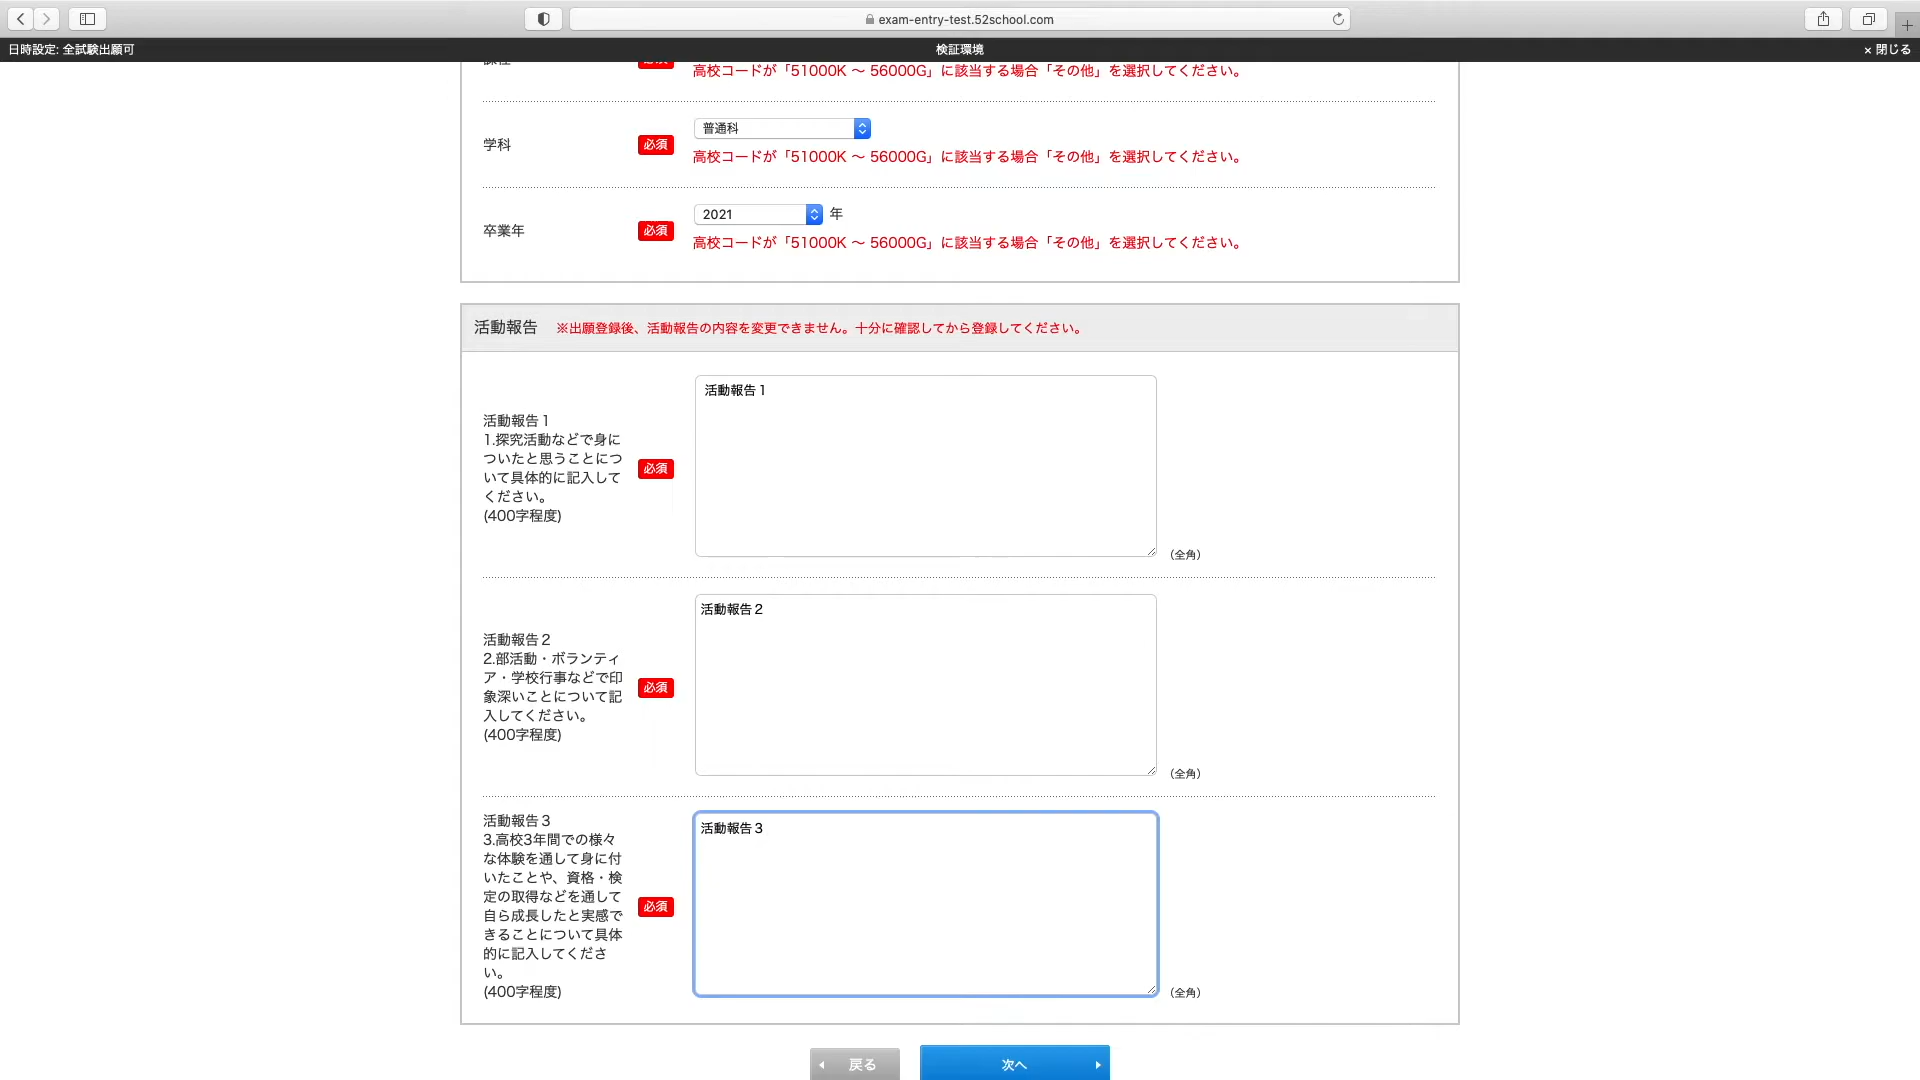 exam-entry-test.52school.com
日時設定: 全試験出願可
検証環境
× 閉じる
高校コードが「51000K ～ 56000G」に該当する場合「その他」を選択してください。
学科
必須
普通科
高校コードが「51000K ～ 56000G」に該当する場合「その他」を選択してください。
卒業年
必須
2021
年
高校コードが「51000K ～ 56000G」に該当する場合「その他」を選択してください。
活動報告
※出願登録後、活動報告の内容を変更できません。十分に確認してから登録してください。
活動報告１
1.探究活動などで身に
ついたと思うことにつ
いて具体的に記入して
ください。
(400字程度)
必須
活動報告１
（全角）
活動報告２
2.部活動・ボランティ
ア・学校行事などで印
象深いことについて記
入してください。
(400字程度)
必須
活動報告２
（全角）
活動報告３
3.高校3年間での様々
な体験を通して身に付
いたことや、資格・検
定の取得などを通して
自ら成長したと実感で
きることについて具体
的に記入してくださ
い。
(400字程度)
必須
活動報告３
（全角）
戻る
次へ